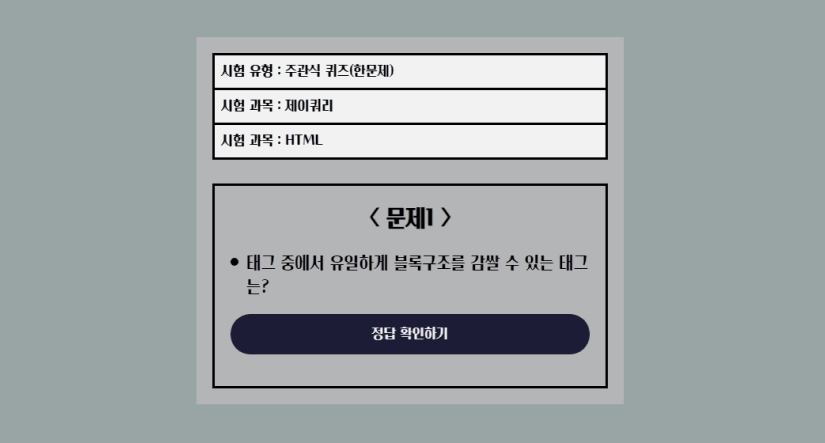 시험 유형 : 주관식 퀴즈(한문제)
시험 과목 : 제이쿼리
시험 과목 : HTML
〈 문제1 〉
● 태그 중에서 유일하게 블록구조를 감쌀 수 있는 태그
는?
정답 확인하기